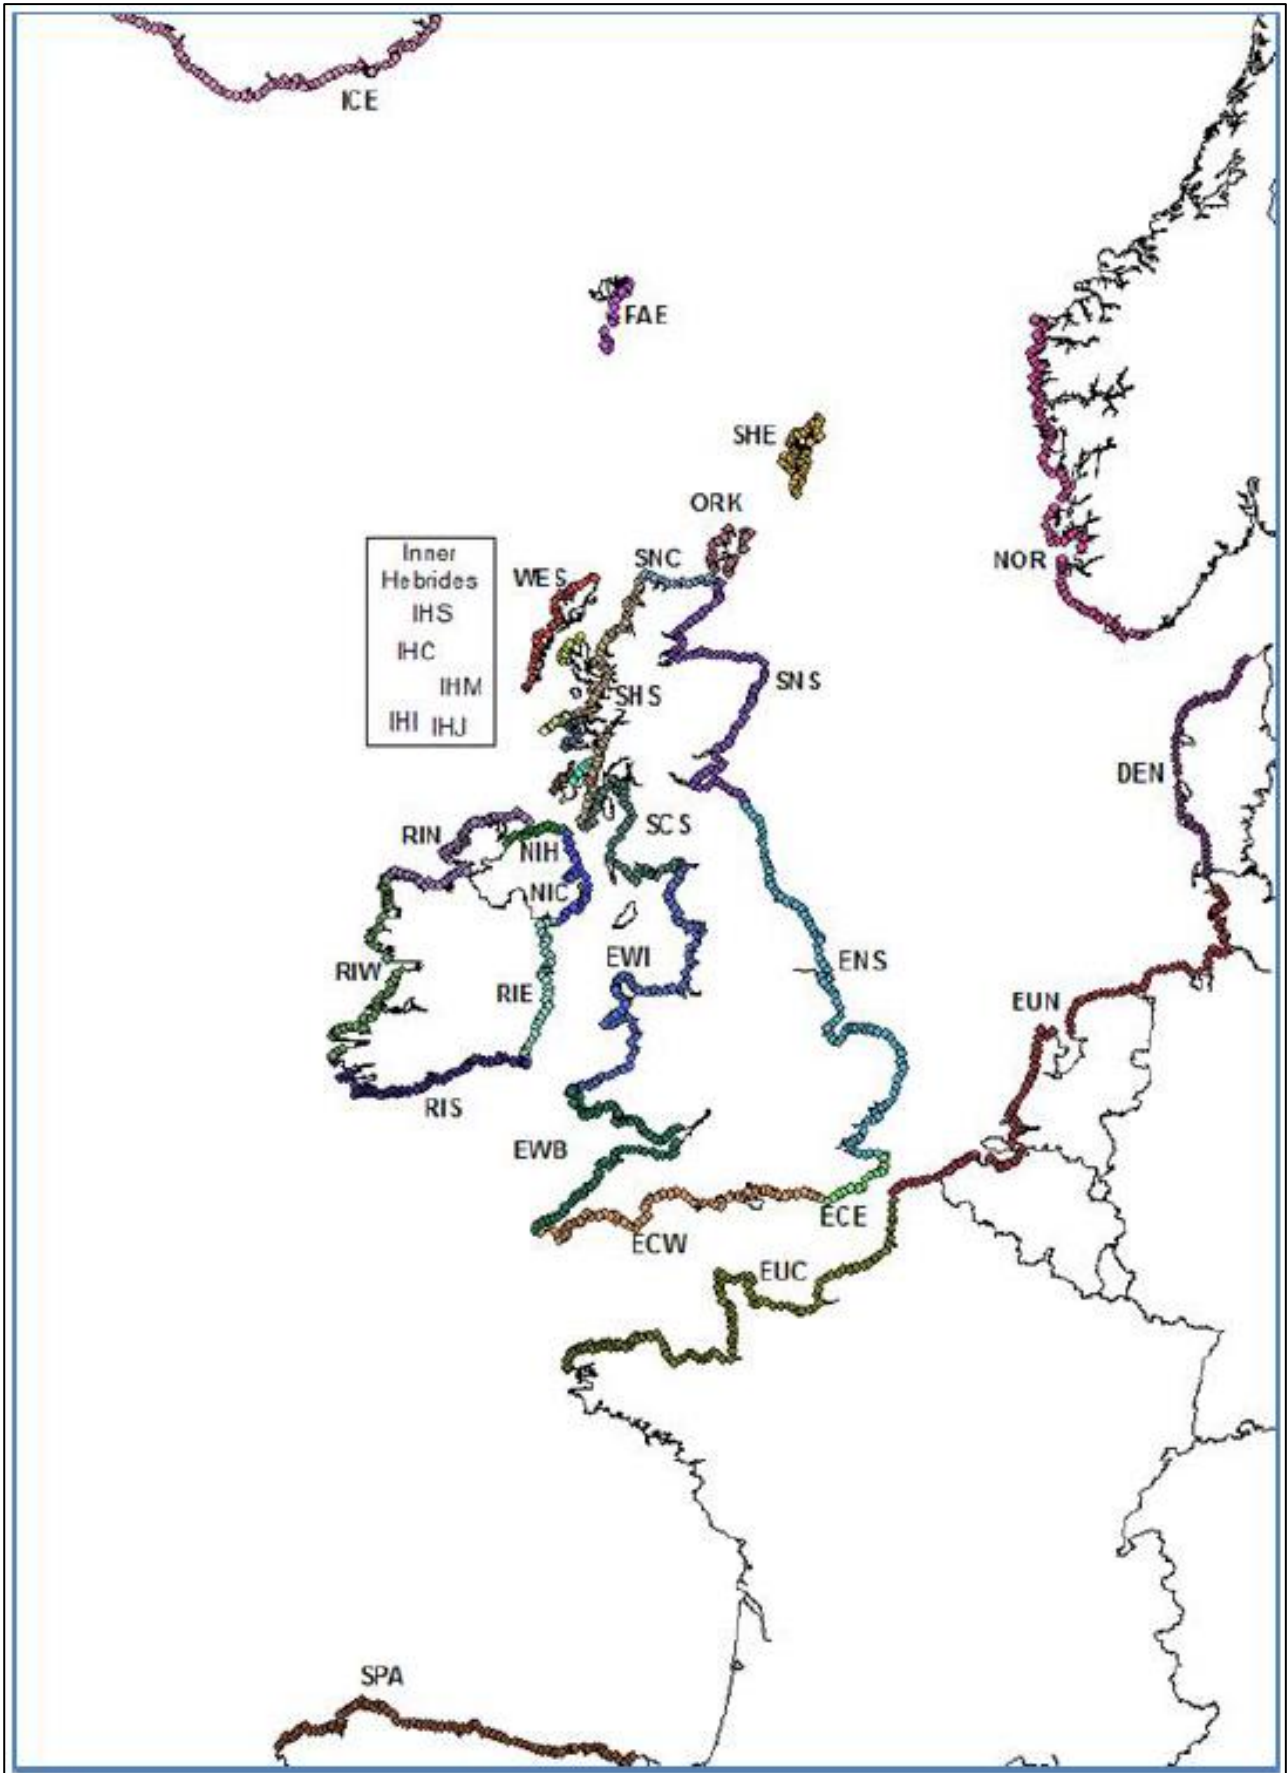 ICE
FAE
SHE
ORK
Inner
Hebrides
IHS
IHC
IHM
IHI IHJ
WES
SNC
NOR
SHS
SNS
DEN
RIN
NIH
SCS
NIC
RIW
RIE
EWI
ENS
EUN
RIS
EWB
ECW
ECE
EUC
SPA